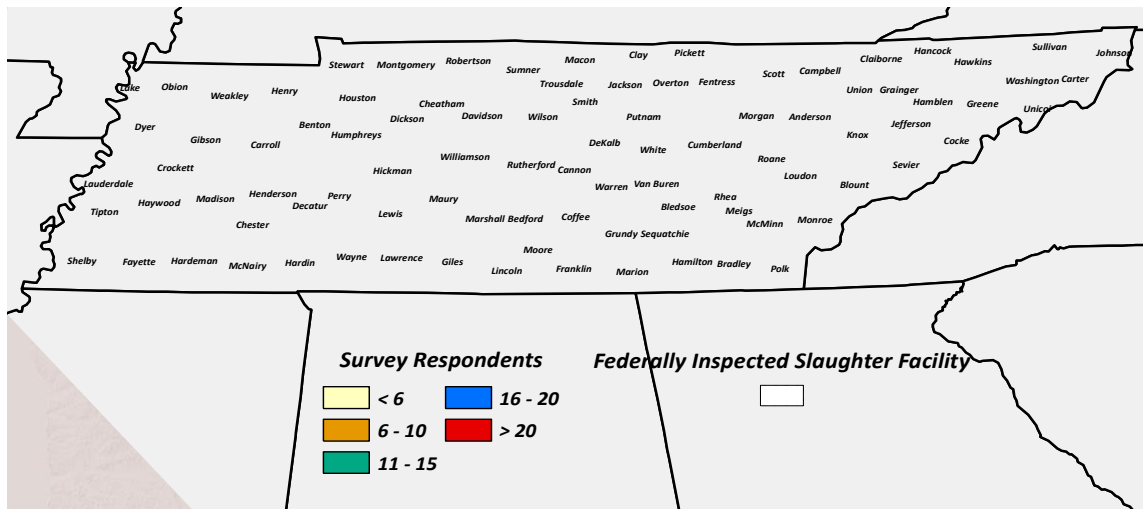 Stewart Montgomery Robertson Sumner Macon Clay Pickett Claiborne Hancock Hawkins Sullivan Johnson
Lake Obion Weakley Henry Houston Cheatham Trousdale Jackson Overton Fentress Scott Campbell Union Grainger Washington Carter
Dyer Benton Humphreys Dickson Davidson Wilson Smith Putnam Morgan Anderson Hamblen Greene Unicoi
Gibson Carroll Williamson DeKalb White Cumberland Knox Jefferson Cocke
Crockett Hickman Rutherford Cannon Roane Loudon Sevier
Lauderdale Haywood Madison Henderson Decatur Perry Maury Warren Van Buren Rhea Blount
Tipton Chester Lewis Marshall Bedford Coffee Bledsoe Meigs McMinn Monroe
Grundy Sequatchie
Shelby Fayette Hardeman McNairy Hardin Wayne Lawrence Giles Lincoln Moore Franklin Marion Hamilton Bradley Polk
Survey Respondents
< 6
6 - 10
11 - 15
16 - 20
> 20
Federally Inspected Slaughter Facility